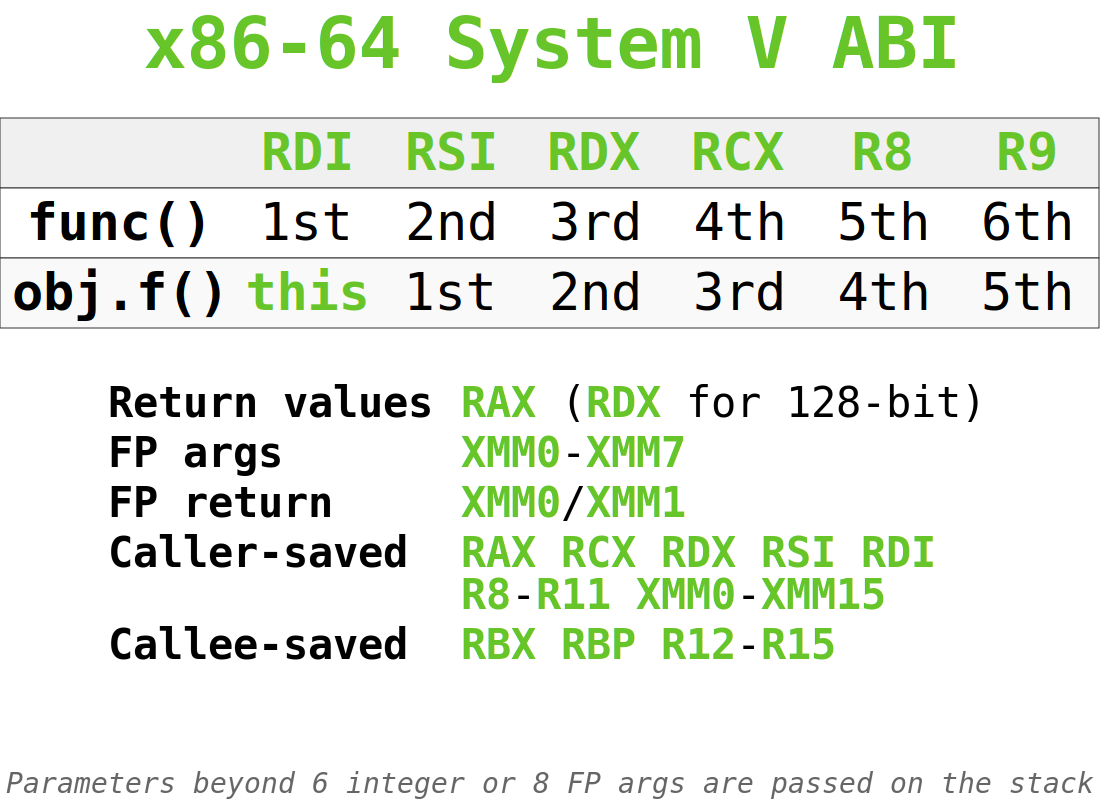 x86-64 System V ABI
RDI RSI RDX RCX R8 R9
func() 1st 2nd 3rd 4th 5th 6th
obj.f() this 1st 2nd 3rd 4th 5th
Return values RAX (RDX for 128-bit)
FP args XMM0-XMM7
FP return XMM0/XMM1
Caller-saved RAX RCX RDX RSI RDI
R8-R11 XMM0-XMM15
Callee-saved RBX RBP R12-R15
Parameters beyond 6 integer or 8 FP args are passed on the stack